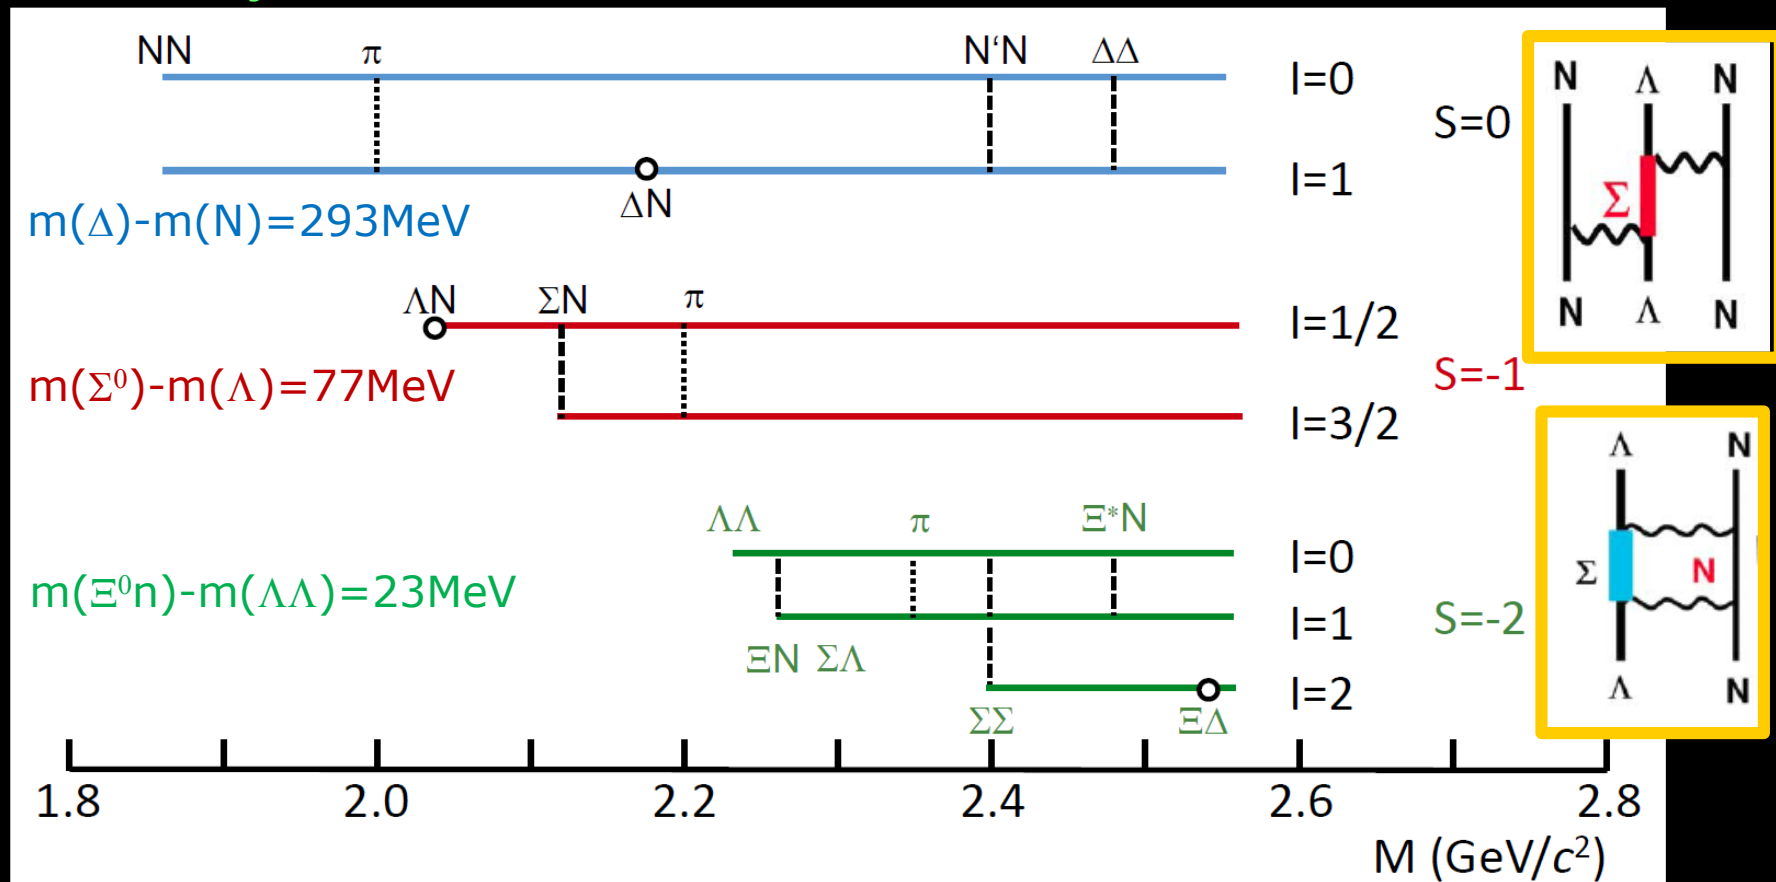 NN π N‘N ΔΔ
I=0
S=0
I=1
ΔN
m(Δ)-m(N)=293MeV
ΛN ΣN π
I=1/2
m(Σ⁰)-m(Λ)=77MeV
S=-1
I=3/2
ΛΛ π Ξ*N
I=0
m(Ξ⁰n)-m(ΛΛ)=23MeV
I=1
S=-2
ΞN ΣΛ
I=2
ΣΣ ΞΔ
1.8 2.0 2.2 2.4 2.6 2.8
M (GeV/c²)
N Λ N
Σ
N Λ N
Λ N
Σ N
Λ N